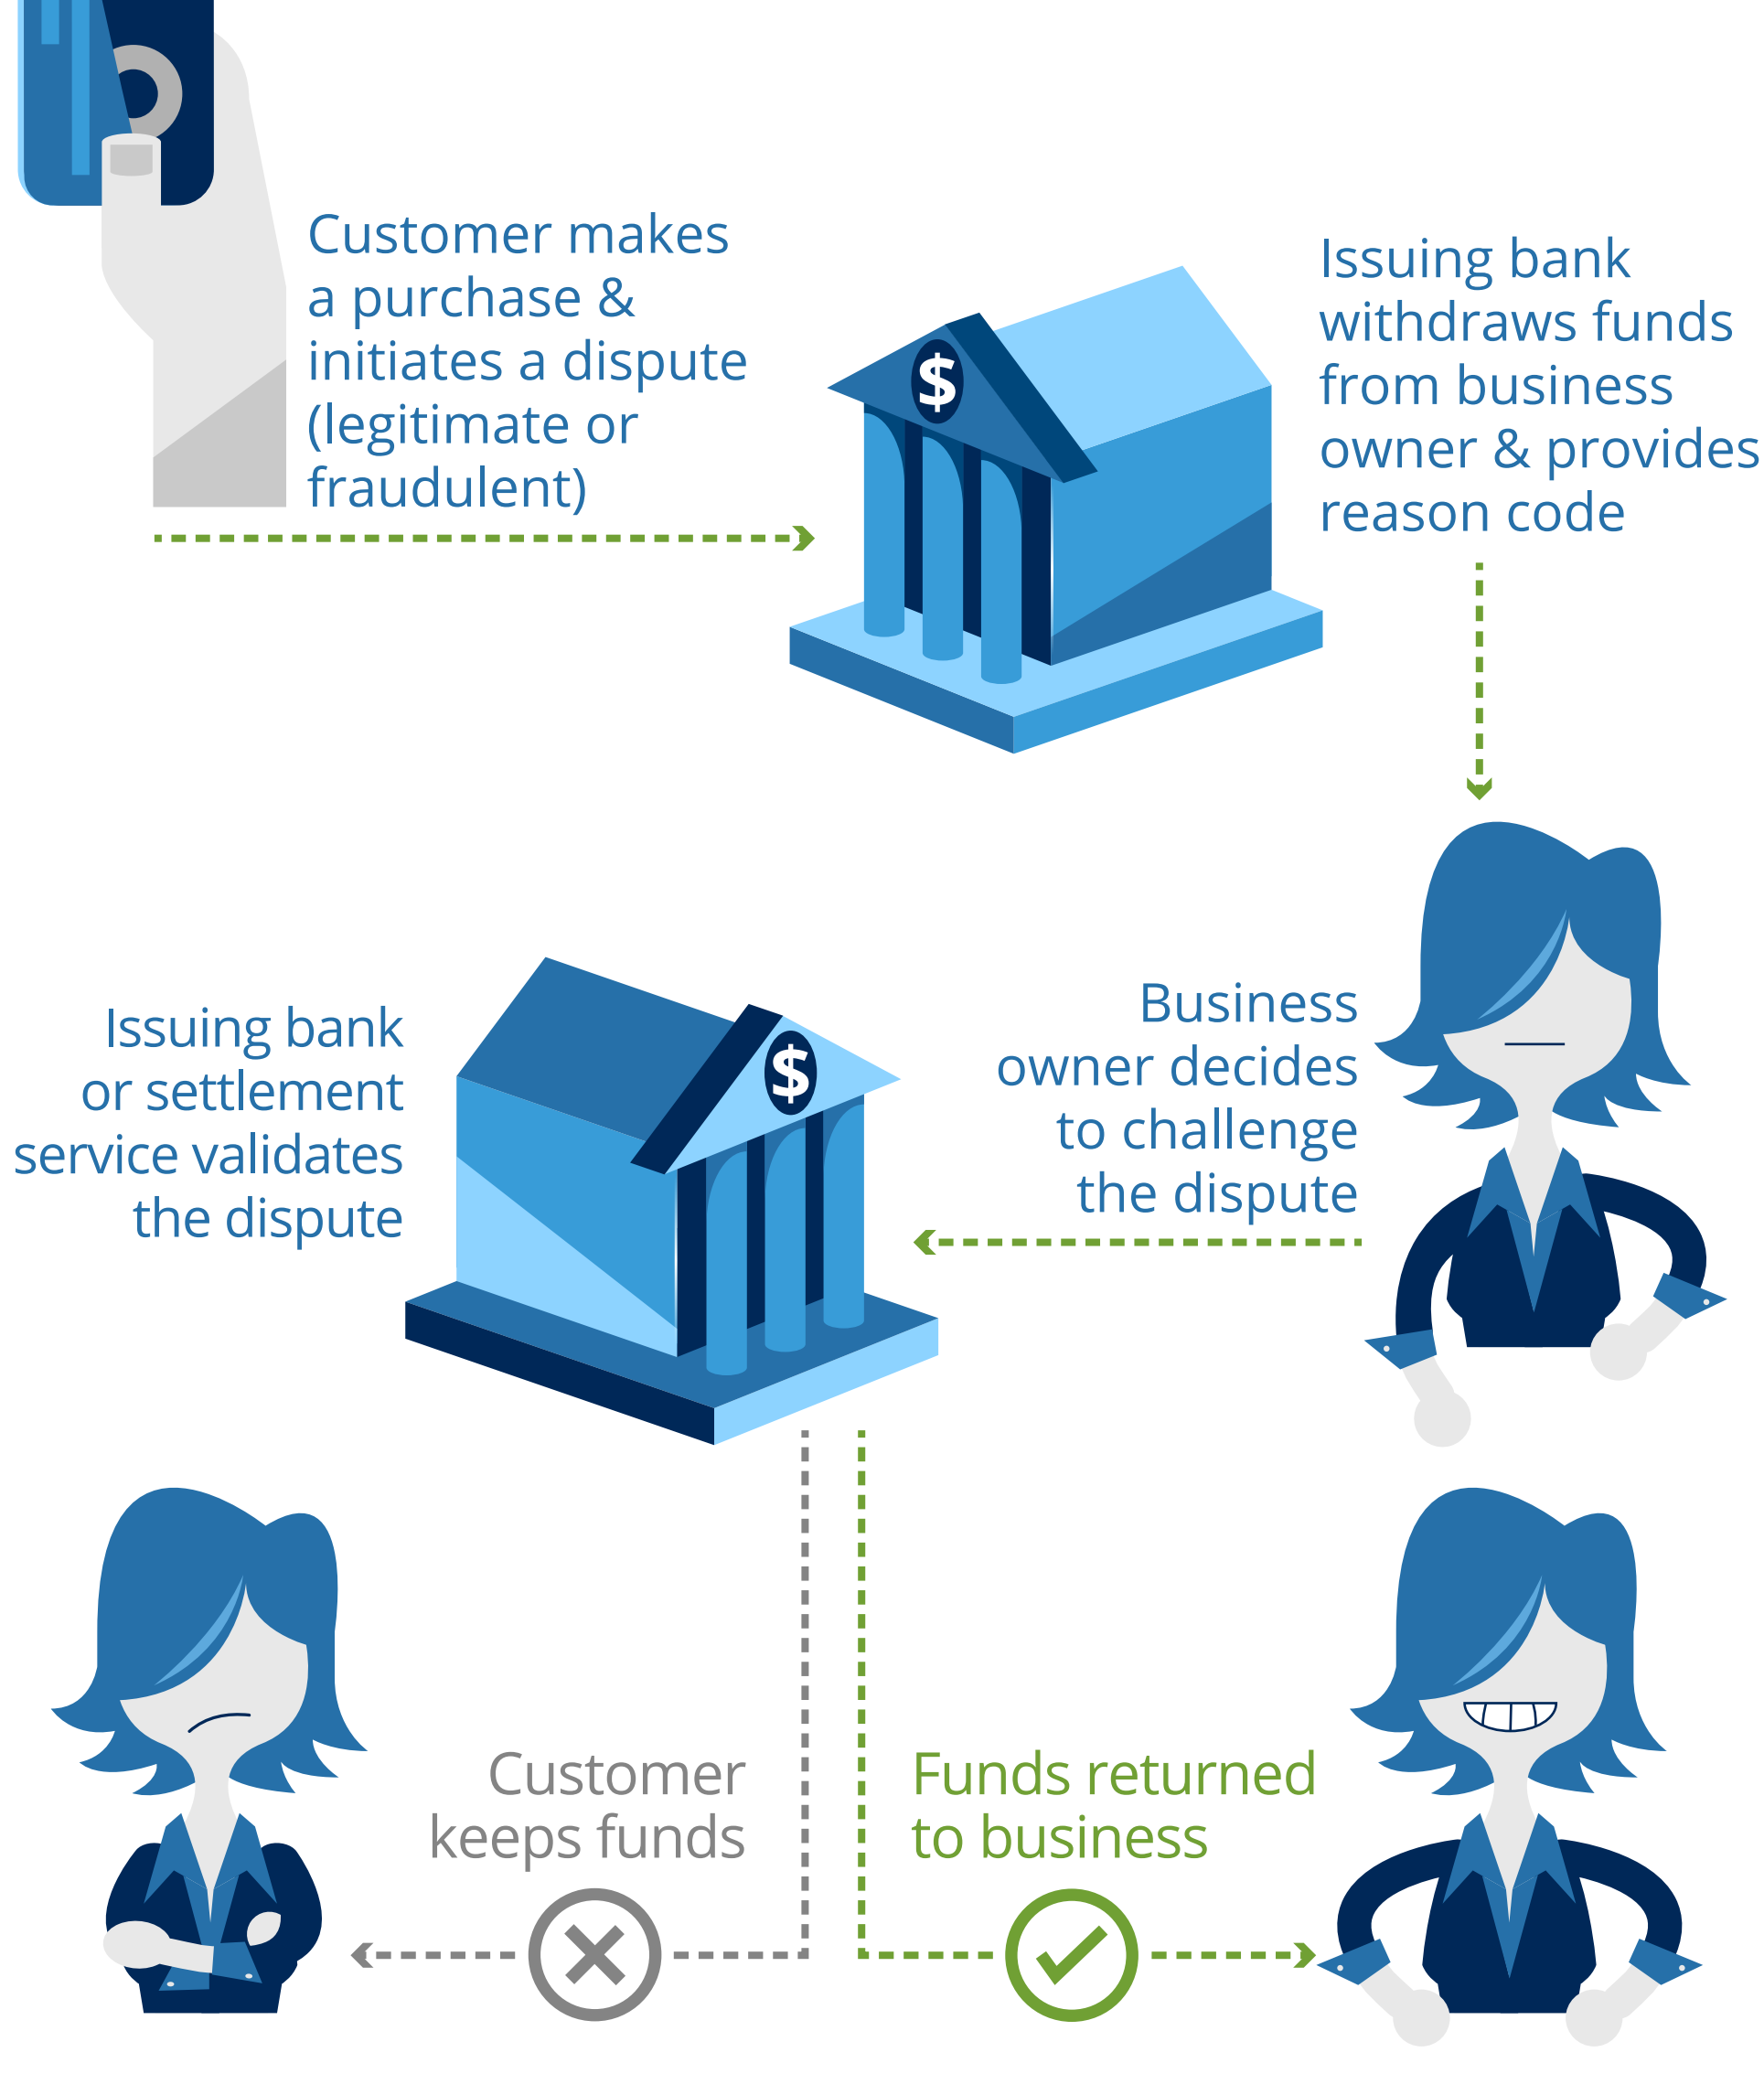 Customer makes
a purchase &
initiates a dispute
(legitimate or
fraudulent)
$
Issuing bank
withdraws funds
from business
owner & provides
reason code
Business
owner decides
to challenge
the dispute
$
Issuing bank
or settlement
service validates
the dispute
Customer
keeps funds
Funds returned
to business